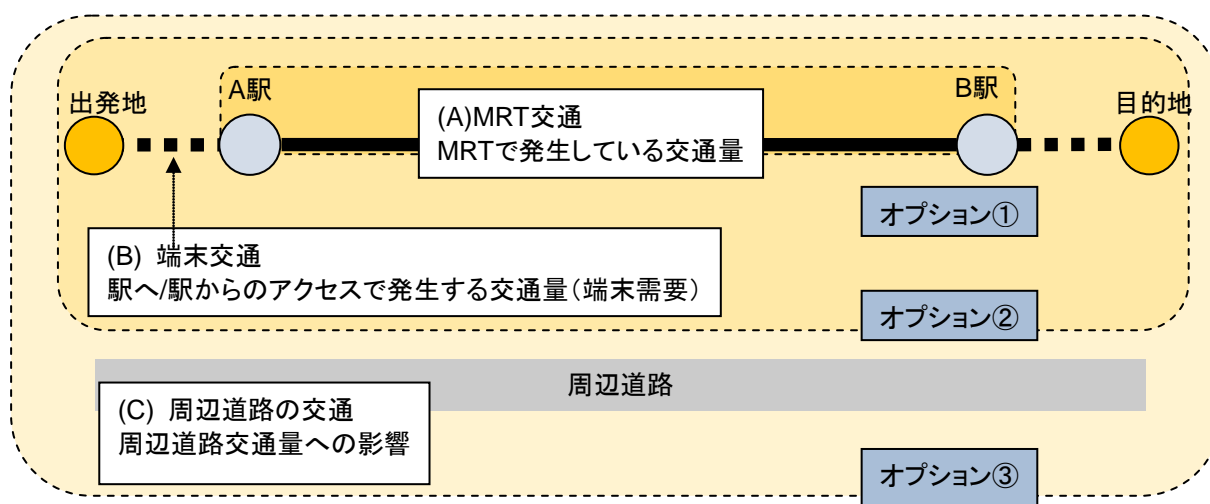 出発地
A駅
B駅
目的地
(A)MRT交通
MRTで発生している交通量
オプション①
(B) 端末交通
駅へ/駅からのアクセスで発生する交通量(端末需要)
オプション②
周辺道路
(C) 周辺道路の交通
周辺道路交通量への影響
オプション③